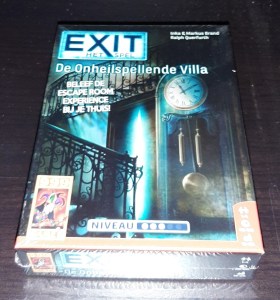 EXIT
HET SPEL
Inka & Markus Brand
Ralph Querfurth
De Onheilspellende Villa
BELEEF DE
ESCAPE ROOM
EXPERIENCE
BIJ JE THUIS!
NIVEAU